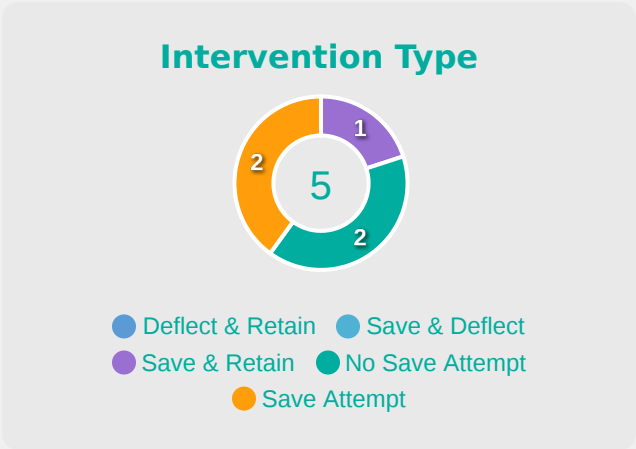 Intervention Type
1
2
5
2
Deflect & Retain Save & Deflect
Save & Retain No Save Attempt
Save Attempt